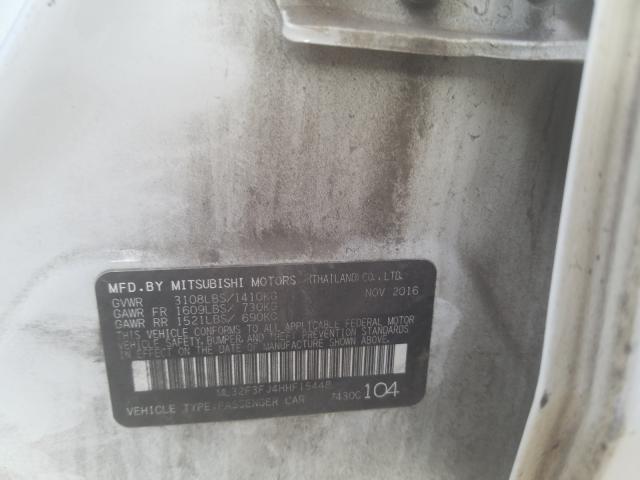 MFD.BY MITSUBISHI MOTORS (THAILAND) CO.,LTD.
GVWR 3108LBS/1410KG NOV 2016
GAWR FR 1609LBS/ 730KG
GAWR RR 1521LBS/ 690KG
THIS VEHICLE CONFORMS TO ALL APPLICABLE FEDERAL MOTOR
VEHICLE SAFETY, BUMPER, AND THEFT PREVENTION STANDARDS
IN EFFECT ON THE DATE OF MANUFACTURE SHOWN ABOVE.
ML32F3FJ4HHF15448
VEHICLE TYPE:PASSENGER CAR 104